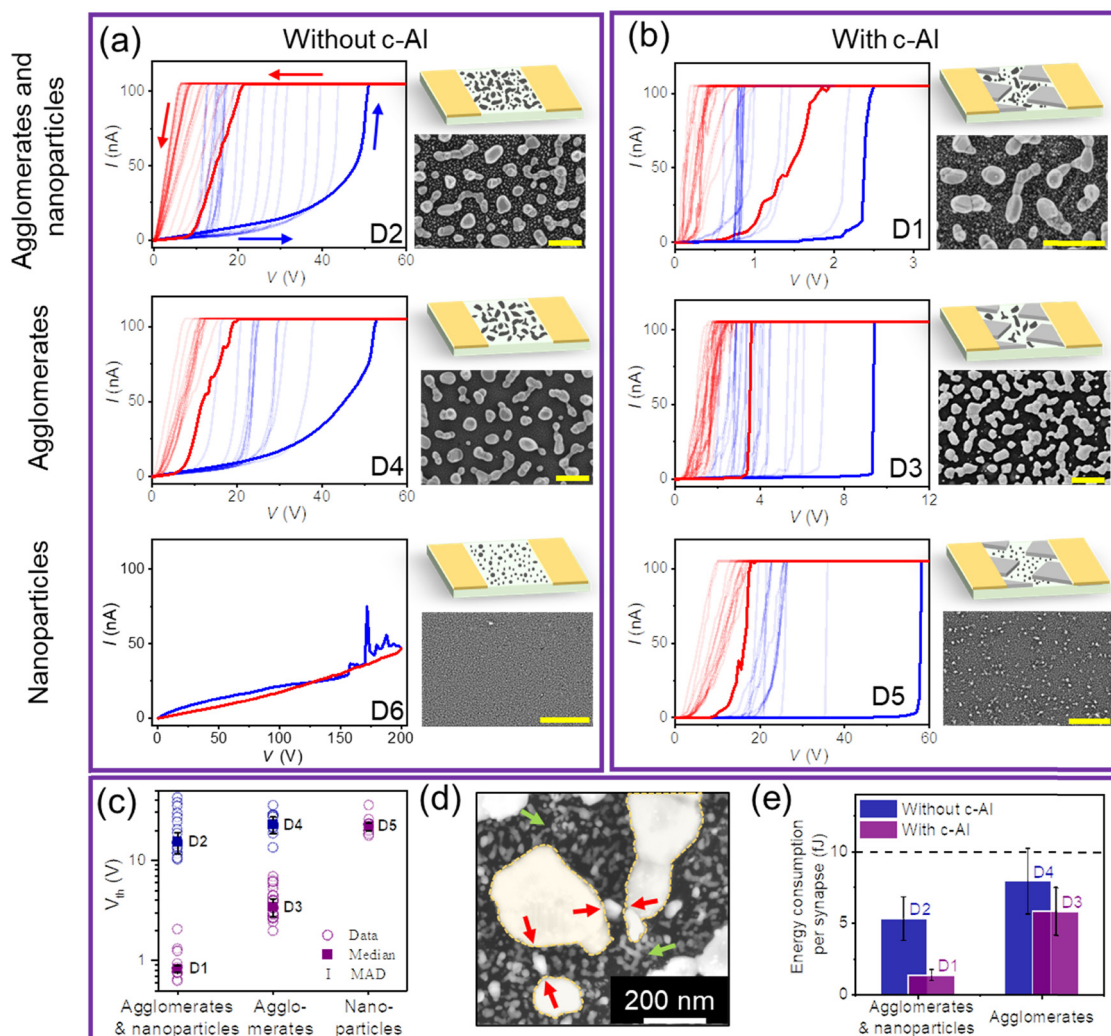 (a)
Without c-Al
(b)
With c-Al
Agglomerates and
nanoparticles
100
50
0
I (nA)
0
20
40
60
V (V)
D2
100
50
0
I (nA)
0
1
2
3
V (V)
D1
Agglomerates
100
50
0
I (nA)
0
20
40
60
V (V)
D4
100
50
0
I (nA)
0
4
8
12
V (V)
D3
Nanoparticles
100
50
0
I (nA)
0
50
100
150
200
V (V)
D6
100
50
0
I (nA)
0
20
40
60
V (V)
D5
(c)
Vth (V)
10
1
D2
D1
D4
D3
D5
Data
Median
MAD
Agglomerates
& nanoparticles
Agglo-
merates
Nano-
particles
(d)
200 nm
(e)
Without c-Al
With c-Al
Energy consumption
per synapse (fJ)
10
5
0
D2
D1
D4
D3
Agglomerates
& nanoparticles
Agglomerates